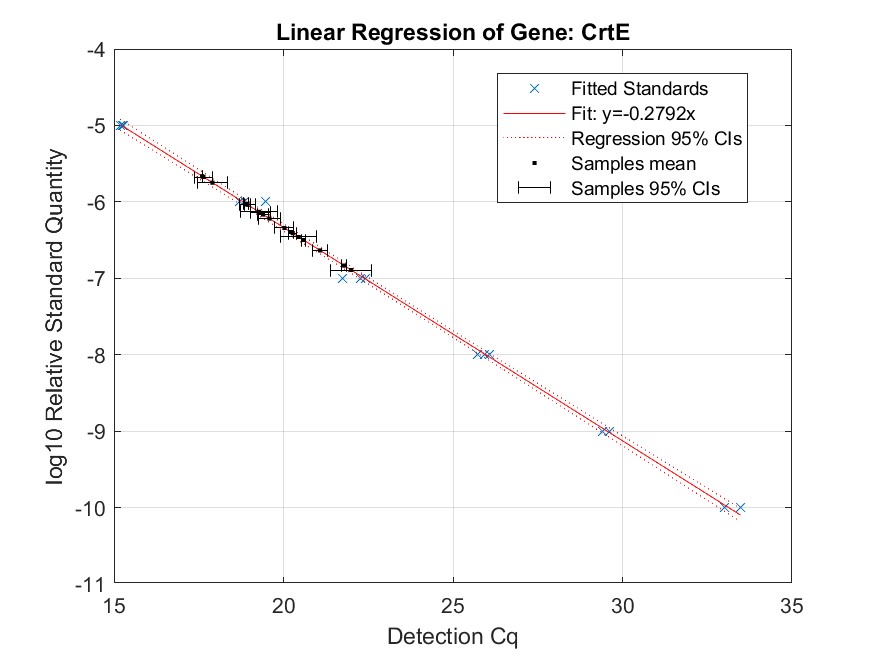 Linear Regression of Gene: CrtE
-4
-5
-6
-7
-8
-9
-10
-11
log10 Relative Standard Quantity
Fitted Standards
Fit: y=-0.2792x
Regression 95% CIs
Samples mean
Samples 95% CIs
15
20
25
30
35
Detection Cq